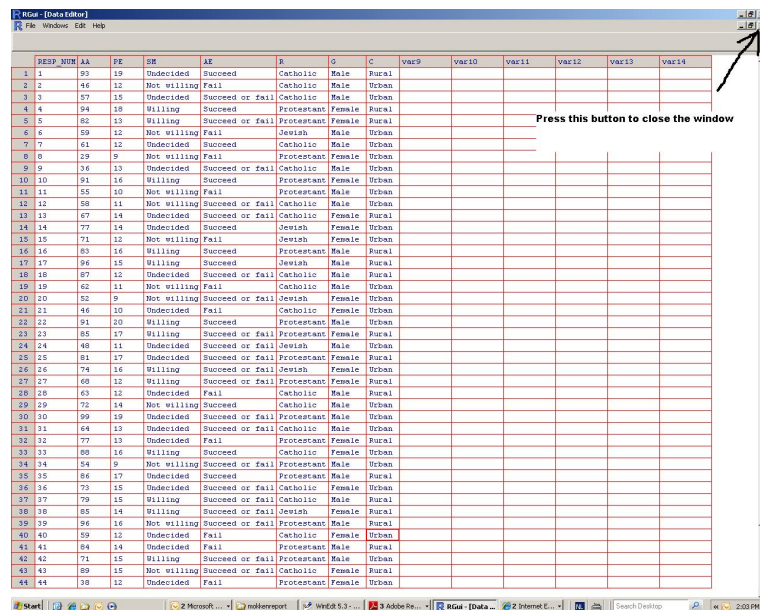 RGui - [Data Editor]
File Windows Edit Help
RESP_NUM AA PE SM AE R G C var9 var10 var11 var12 var13 var14
1 1 93 19 Undecided Succeed Catholic Male Rural
2 2 46 12 Not willing Fail Catholic Male Urban
3 3 57 15 Undecided Succeed or fail Catholic Male Urban
4 4 94 18 Willing Succeed Protestant Female Rural
5 5 82 13 Willing Succeed or fail Protestant Female Rural
Press this button to close the window
6 6 59 12 Not willing Fail Jewish Male Urban
7 7 61 12 Undecided Succeed Catholic Male Urban
8 8 29 9 Not willing Fail Protestant Female Urban
9 9 36 13 Undecided Succeed or fail Catholic Male Urban
10 10 91 16 Willing Succeed Protestant Female Urban
11 11 55 10 Not willing Fail Protestant Male Urban
12 12 58 11 Not willing Succeed or fail Catholic Male Urban
13 13 67 14 Undecided Succeed or fail Catholic Female Rural
14 14 77 14 Undecided Succeed Jewish Female Urban
15 15 71 12 Not willing Fail Jewish Female Urban
16 16 83 16 Willing Succeed Protestant Male Rural
17 17 96 15 Willing Succeed Jewish Male Rural
18 18 87 12 Undecided Succeed or fail Catholic Male Rural
19 19 62 11 Not willing Fail Catholic Male Urban
20 20 52 9 Not willing Succeed or fail Jewish Female Urban
21 21 46 10 Undecided Fail Catholic Female Urban
22 22 91 20 Willing Succeed Protestant Male Urban
23 23 85 17 Willing Succeed or fail Protestant Female Rural
24 24 48 11 Undecided Succeed or fail Jewish Male Urban
25 25 81 17 Undecided Succeed or fail Protestant Female Rural
26 26 74 16 Willing Succeed or fail Jewish Female Urban
27 27 68 12 Willing Succeed or fail Protestant Female Urban
28 28 63 12 Undecided Fail Catholic Male Rural
29 29 72 14 Not willing Succeed Catholic Male Urban
30 30 99 19 Undecided Succeed or fail Protestant Male Rural
31 31 64 13 Undecided Succeed or fail Catholic Male Urban
32 32 77 13 Undecided Fail Protestant Female Rural
33 33 88 16 Willing Succeed Catholic Female Rural
34 34 54 9 Not willing Succeed or fail Protestant Male Urban
35 35 86 17 Undecided Succeed Protestant Male Rural
36 36 73 15 Undecided Succeed or fail Catholic Female Urban
37 37 79 15 Willing Succeed or fail Catholic Male Rural
38 38 85 14 Willing Succeed or fail Jewish Female Rural
39 39 96 16 Not willing Succeed or fail Protestant Male Rural
40 40 59 12 Undecided Fail Catholic Female Urban
41 41 84 14 Undecided Fail Protestant Male Rural
42 42 71 15 Willing Succeed or fail Protestant Male Urban
43 43 89 15 Not willing Succeed or fail Catholic Male Rural
44 44 38 12 Undecided Fail Jewish Female Urban
Start 2 Microsoft ... mokkenreport WinEdt 5.3 - ... 3 Adobe Re... RGui - [Data ... 2 Internet E... NL Search Desktop 2:03 PM